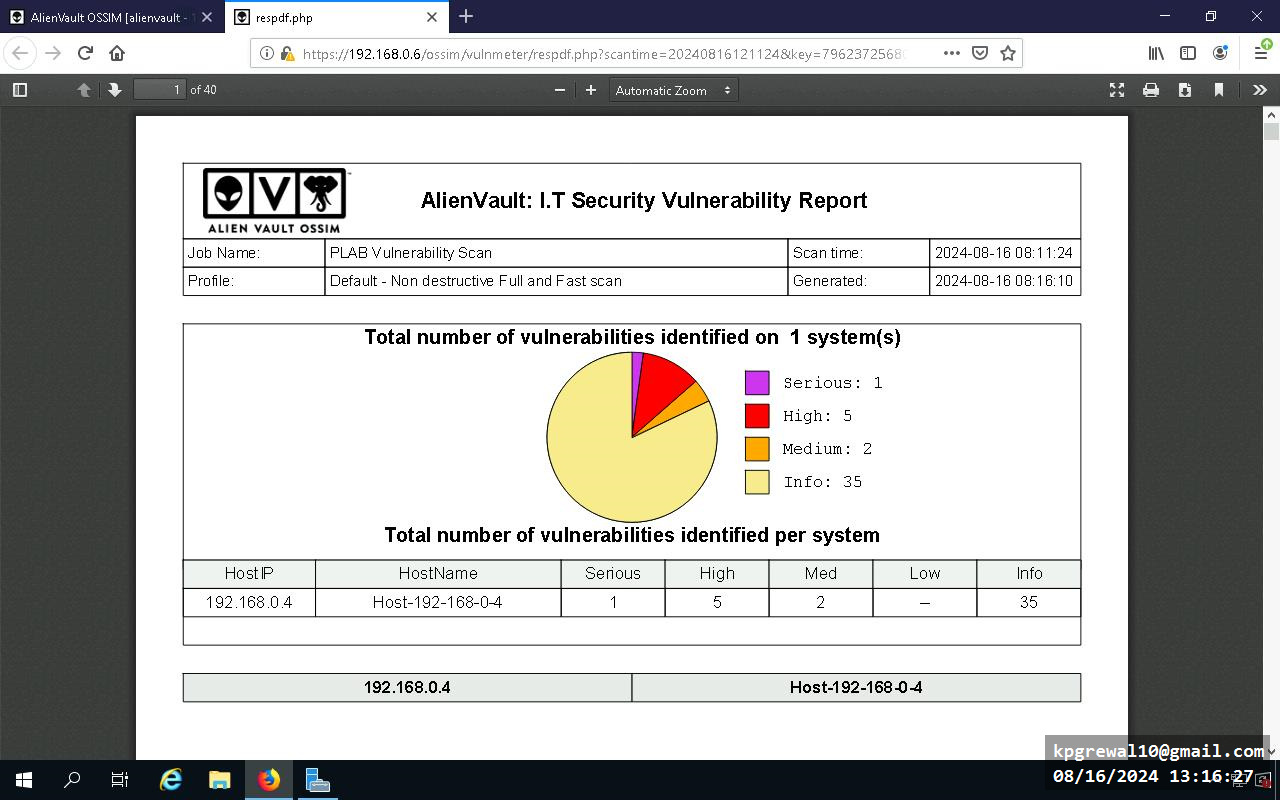 AlienVault OSSIM [alienvault -
respdf.php
https://192.168.0.6/ossim/vulnmeter/respdf.php?scantime=20240816121124&key=7962372568
1 of 40
Automatic Zoom
ALIEN VAULT OSSIM
AlienVault: I.T Security Vulnerability Report
Job Name: PLAB Vulnerability Scan Scan time: 2024-08-16 08:11:24
Profile: Default - Non destructive Full and Fast scan Generated: 2024-08-16 08:16:10
Total number of vulnerabilities identified on 1 system(s)
Serious: 1
High: 5
Medium: 2
Info: 35
Total number of vulnerabilities identified per system
HostIP HostName Serious High Med Low Info
192.168.0.4 Host-192-168-0-4 1 5 2 – 35
192.168.0.4 Host-192-168-0-4
kpgrewal10@gmail.com
08/16/2024 13:16:27